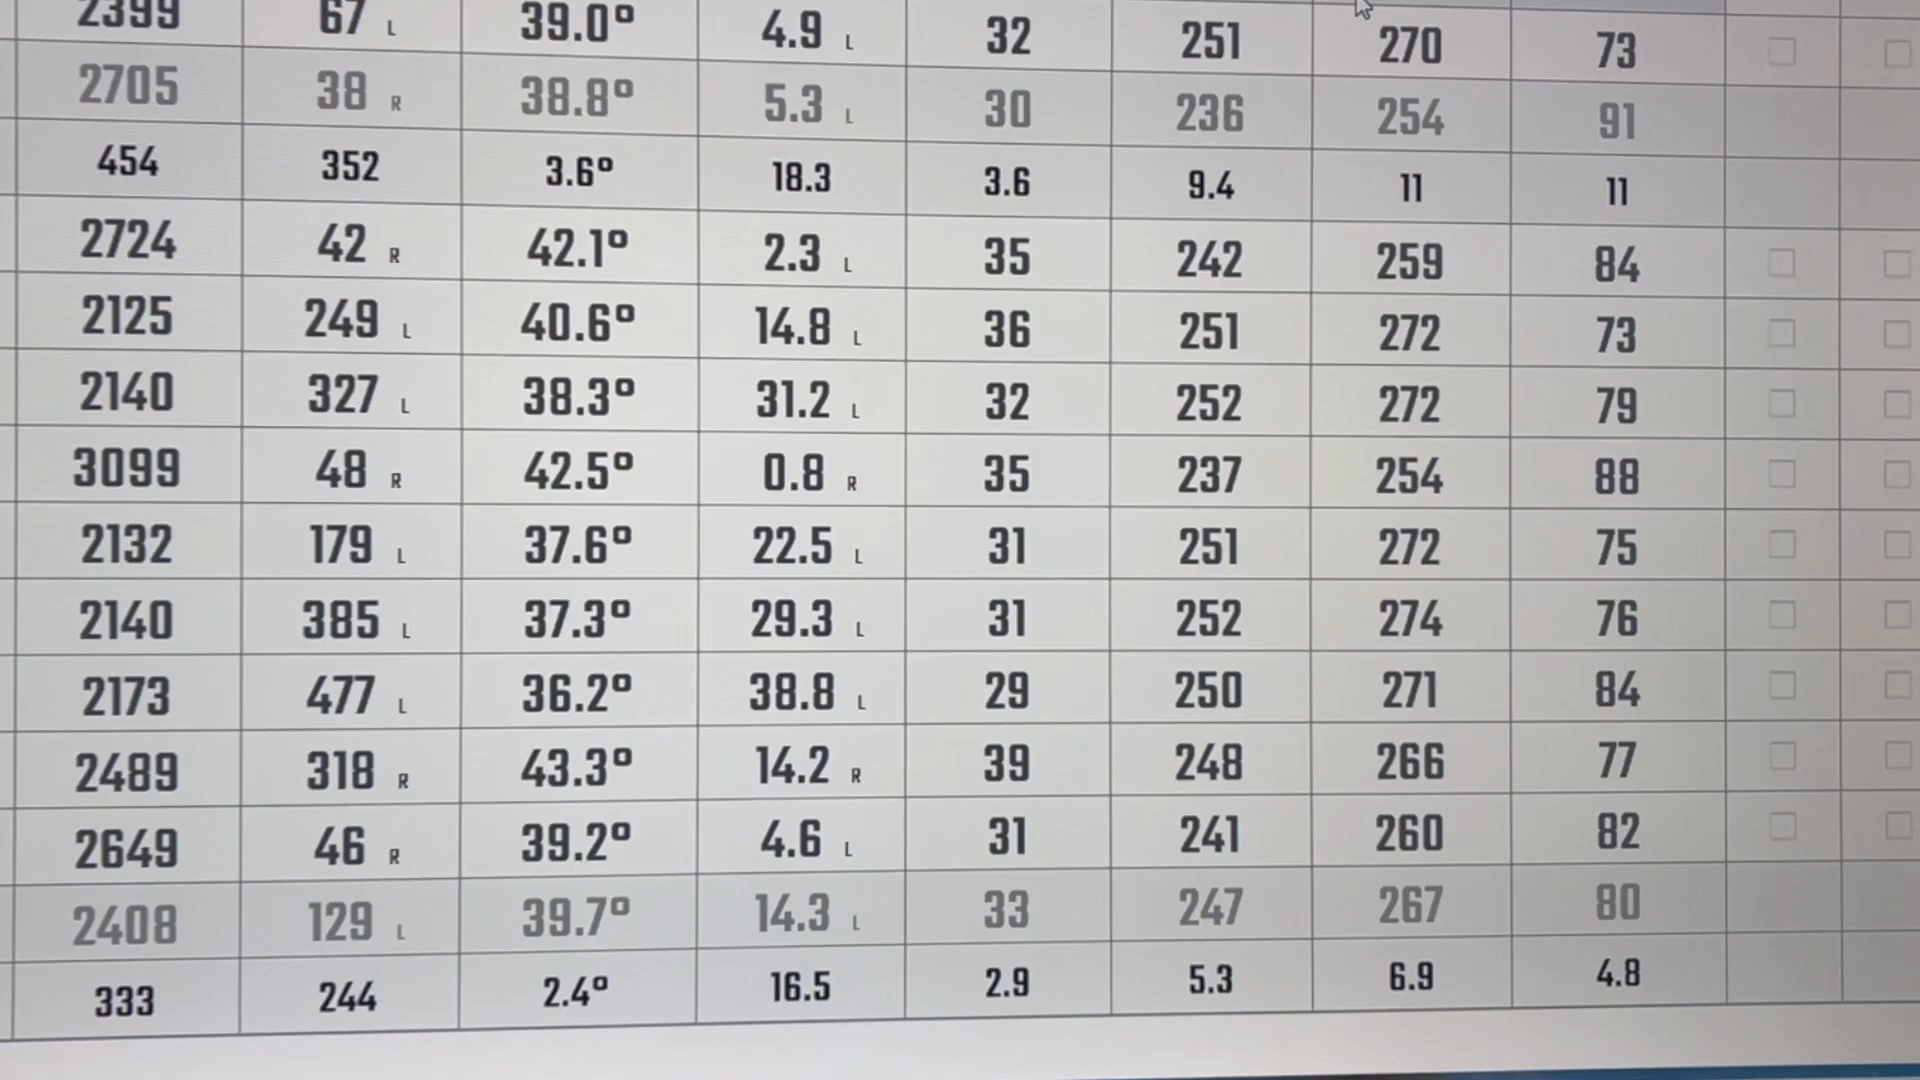 2399 67 L 39.0° 4.9 L 32 251 270 73
2705 38 R 38.8° 5.3 L 30 236 254 91
454 352 3.6° 18.3 3.6 9.4 11 11
2724 42 R 42.1° 2.3 L 35 242 259 84
2125 249 L 40.6° 14.8 L 36 251 272 73
2140 327 L 38.3° 31.2 L 32 252 272 79
3099 48 R 42.5° 0.8 R 35 237 254 88
2132 179 L 37.6° 22.5 L 31 251 272 75
2140 385 L 37.3° 29.3 L 31 252 274 76
2173 477 L 36.2° 38.8 L 29 250 271 84
2489 318 R 43.3° 14.2 R 39 248 266 77
2649 46 R 39.2° 4.6 L 31 241 260 82
2408 129 L 39.7° 14.3 L 33 247 267 80
333 244 2.4° 16.5 2.9 5.3 6.9 4.8